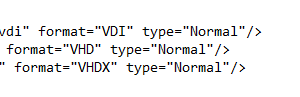 vdi" format="VDI" type="Normal"/>
format="VHD" type="Normal"/>
" format="VHDX" type="Normal"/>